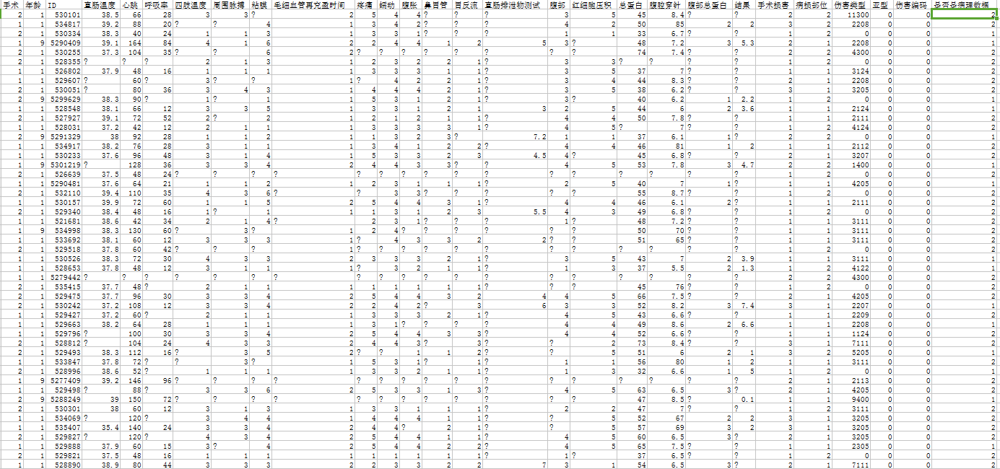 手术 年龄 ID 直肠温度 心跳 呼吸率 四肢温度 周围脉搏 粘膜 毛细血管再充盈时间 疼痛 蠕动 腹胀 鼻胃管 胃反流 直肠排泄物测试 腹部 红细胞压积 总蛋白 腹腔穿针 腹部总蛋白 结果 手术损害 病损部位 伤害类型 亚型 伤害编码 是否是病理数据
2 1 530101 38.5 66 28 3 3 ? 2 5 4 4 ? ? ? 3 5 45 8.4 ? ? 2 2 11300 0 0 2
1 1 534817 39.2 88 20 ? ? 4 1 3 4 2 ? ? ? 4 2 50 85 2 2 3 2 2208 0 0 2
2 1 530334 38.3 40 24 1 1 3 1 3 3 1 ? ? ? 1 1 33 6.7 ? ? 1 2 0 0 0 1
1 9 5290409 39.1 164 84 4 1 6 2 2 4 4 1 2 5 3 ? 48 7.2 3 5.3 2 1 2208 0 0 1
2 1 530255 37.3 104 35 ? ? 6 2 ? ? ? ? ? ? ? ? 74 7.4 ? ? 2 2 4300 0 0 2
2 1 528355 ? ? ? 2 1 3 1 2 3 2 2 1 ? 3 3 ? ? ? ? 1 2 0 0 0 2
1 1 526802 37.9 48 16 1 1 1 1 3 3 3 1 1 ? 3 5 37 7 ? ? 1 1 3124 0 0 2
1 1 529607 ? 60 ? 3 ? ? 1 ? 4 2 2 1 ? 3 4 44 8.3 ? ? 2 1 2208 0 0 2
2 1 530051 ? 80 36 3 4 3 1 4 4 4 2 1 ? 3 5 38 6.2 ? ? 3 1 3205 0 0 2
2 9 5299629 38.3 90 ? 1 ? 1 1 5 3 1 2 1 ? 3 ? 40 6.2 1 2.2 1 2 0 0 0 1
1 1 528548 38.1 66 12 3 3 5 1 3 3 1 2 1 3 2 5 44 6 2 3.6 1 1 2124 0 0 1
2 1 527927 39.1 72 52 2 ? 2 1 2 1 2 1 1 ? 4 4 50 7.8 ? ? 1 1 2111 0 0 2
1 1 528031 37.2 42 12 2 1 1 1 3 3 3 3 1 ? 4 5 ? 7 ? ? 1 2 4124 0 0 2
2 9 5291329 38 92 28 1 1 2 1 1 3 2 3 ? 7.2 1 1 37 6.1 1 ? 2 2 0 0 0 1
1 1 534917 38.2 76 28 3 1 1 1 3 4 1 2 2 ? 4 4 46 81 1 2 1 1 2112 0 0 2
1 1 530233 37.6 96 48 3 1 4 1 5 3 3 2 3 4.5 4 ? 45 6.8 ? ? 2 1 3207 0 0 2
1 9 5301219 ? 128 36 3 3 4 2 4 4 3 3 ? ? 4 5 53 7.8 3 4.7 2 2 1400 0 0 1
2 1 526639 37.5 48 24 ? ? ? ? ? ? ? ? ? ? ? ? ? ? ? ? 1 2 0 0 0 2
1 1 5290481 37.6 64 21 1 1 2 1 2 3 1 1 1 ? 2 5 40 7 1 ? 1 1 4205 0 0 1
2 1 532110 39.4 110 35 4 3 6 ? ? 3 3 ? ? ? ? ? 55 8.7 ? ? 1 2 0 0 0 2
1 1 530157 39.9 72 60 1 1 5 2 5 4 4 3 1 ? 4 4 46 6.1 2 ? 1 1 2111 0 0 2
2 1 529340 38.4 48 16 1 ? 1 1 1 3 1 2 3 5.5 4 3 49 6.8 ? ? 1 2 0 0 0 2
1 1 521681 38.6 42 34 2 1 4 ? 2 3 1 ? ? ? 1 ? 48 7.2 ? ? 1 1 3111 0 0 2
1 9 534998 38.3 130 60 ? 3 ? 1 2 4 ? ? ? ? ? ? 50 70 ? ? 1 1 3111 0 0 2
1 1 533692 38.1 60 12 3 3 3 1 ? 4 3 3 2 2 ? ? 51 65 ? ? 1 1 3111 0 0 2
2 1 529518 37.8 60 42 ? ? ? 1 ? ? ? ? ? ? ? ? ? ? ? ? 1 2 0 0 0 2
1 1 530526 38.3 72 30 4 3 3 2 3 3 3 2 1 ? 3 5 43 7 2 3.9 1 1 3111 0 0 1
1 1 528653 37.8 48 12 3 1 1 1 ? 3 2 1 1 ? 1 3 37 5.5 2 1.3 1 2 4122 0 0 1
1 1 5279442 ? ? ? ? ? ? ? ? ? ? ? ? ? ? ? ? ? ? ? 2 2 4300 0 0 2
2 1 535415 37.7 48 ? 2 1 1 1 1 1 1 1 1 ? ? ? 45 76 ? ? 1 2 0 0 0 2
2 1 529475 37.7 96 30 3 3 4 2 5 4 4 3 2 4 4 5 66 7.5 ? ? 2 1 4205 0 0 2
2 1 530242 37.2 108 12 3 3 4 2 2 4 2 ? 3 6 3 3 52 8.2 3 7.4 3 1 2207 0 0 1
1 1 529427 37.2 60 ? 2 1 1 1 3 3 3 2 1 ? 4 5 43 6.6 ? ? 1 1 2209 0 0 2
1 1 529663 38.2 64 28 1 1 1 1 3 1 ? ? ? ? 4 4 49 8.6 2 6.6 1 1 2208 0 0 1
1 1 529796 ? 100 30 3 3 4 2 5 4 4 3 3 ? 4 4 52 6.6 ? ? 1 1 1124 0 0 2
2 1 528812 ? 104 24 4 3 3 2 4 4 3 ? ? ? ? 2 73 8.4 ? ? 3 1 7111 0 0 2
2 1 529493 38.3 112 16 ? 3 5 2 ? ? 1 1 2 ? ? 5 51 6 2 1 3 2 5205 0 0 1
1 1 533847 37.8 72 ? ? 3 ? 1 5 3 1 ? 1 ? 1 1 56 80 1 2 1 1 3111 0 0 2
2 1 528996 38.6 52 ? 1 1 1 1 3 3 2 1 1 ? 1 3 32 6.6 1 5 1 2 0 0 0 1
1 9 5277409 39.2 146 96 ? ? ? ? ? ? ? ? ? ? ? ? ? ? ? ? 2 1 2113 0 0 2
1 1 529498 ? 88 ? 3 3 6 2 5 3 3 1 3 ? 4 5 63 6.5 3 ? 2 1 4205 0 0 2
2 9 5288249 39 150 72 ? ? ? ? ? ? ? ? ? ? ? ? 47 8.5 ? 0.1 1 1 9400 0 0 1
2 1 530301 38 60 12 3 1 3 1 3 3 1 1 1 ? 2 2 47 7 ? ? 1 2 3111 0 0 2
1 1 534069 ? 120 ? 3 4 4 1 4 4 4 1 1 ? ? 5 52 67 2 2 3 1 3205 0 0 2
1 1 535407 35.4 140 24 3 3 4 2 4 4 ? 2 1 ? ? 5 57 69 3 2 3 1 3205 0 0 2
2 1 529827 ? 120 ? 4 3 4 2 5 4 4 1 1 ? 4 5 60 6.5 3 ? 2 1 3205 0 0 2
1 1 529888 37.9 60 15 3 ? 4 2 5 4 4 2 2 ? 4 5 65 7.5 ? ? 1 1 2305 0 0 2
2 1 529821 37.5 48 16 1 1 1 1 1 1 1 1 1 ? 1 ? 37 6.5 ? ? 1 2 0 0 0 2
1 1 528890 38.9 80 44 3 3 3 2 2 3 3 2 2 7 3 1 54 6.5 3 ? 2 1 7111 0 0 2